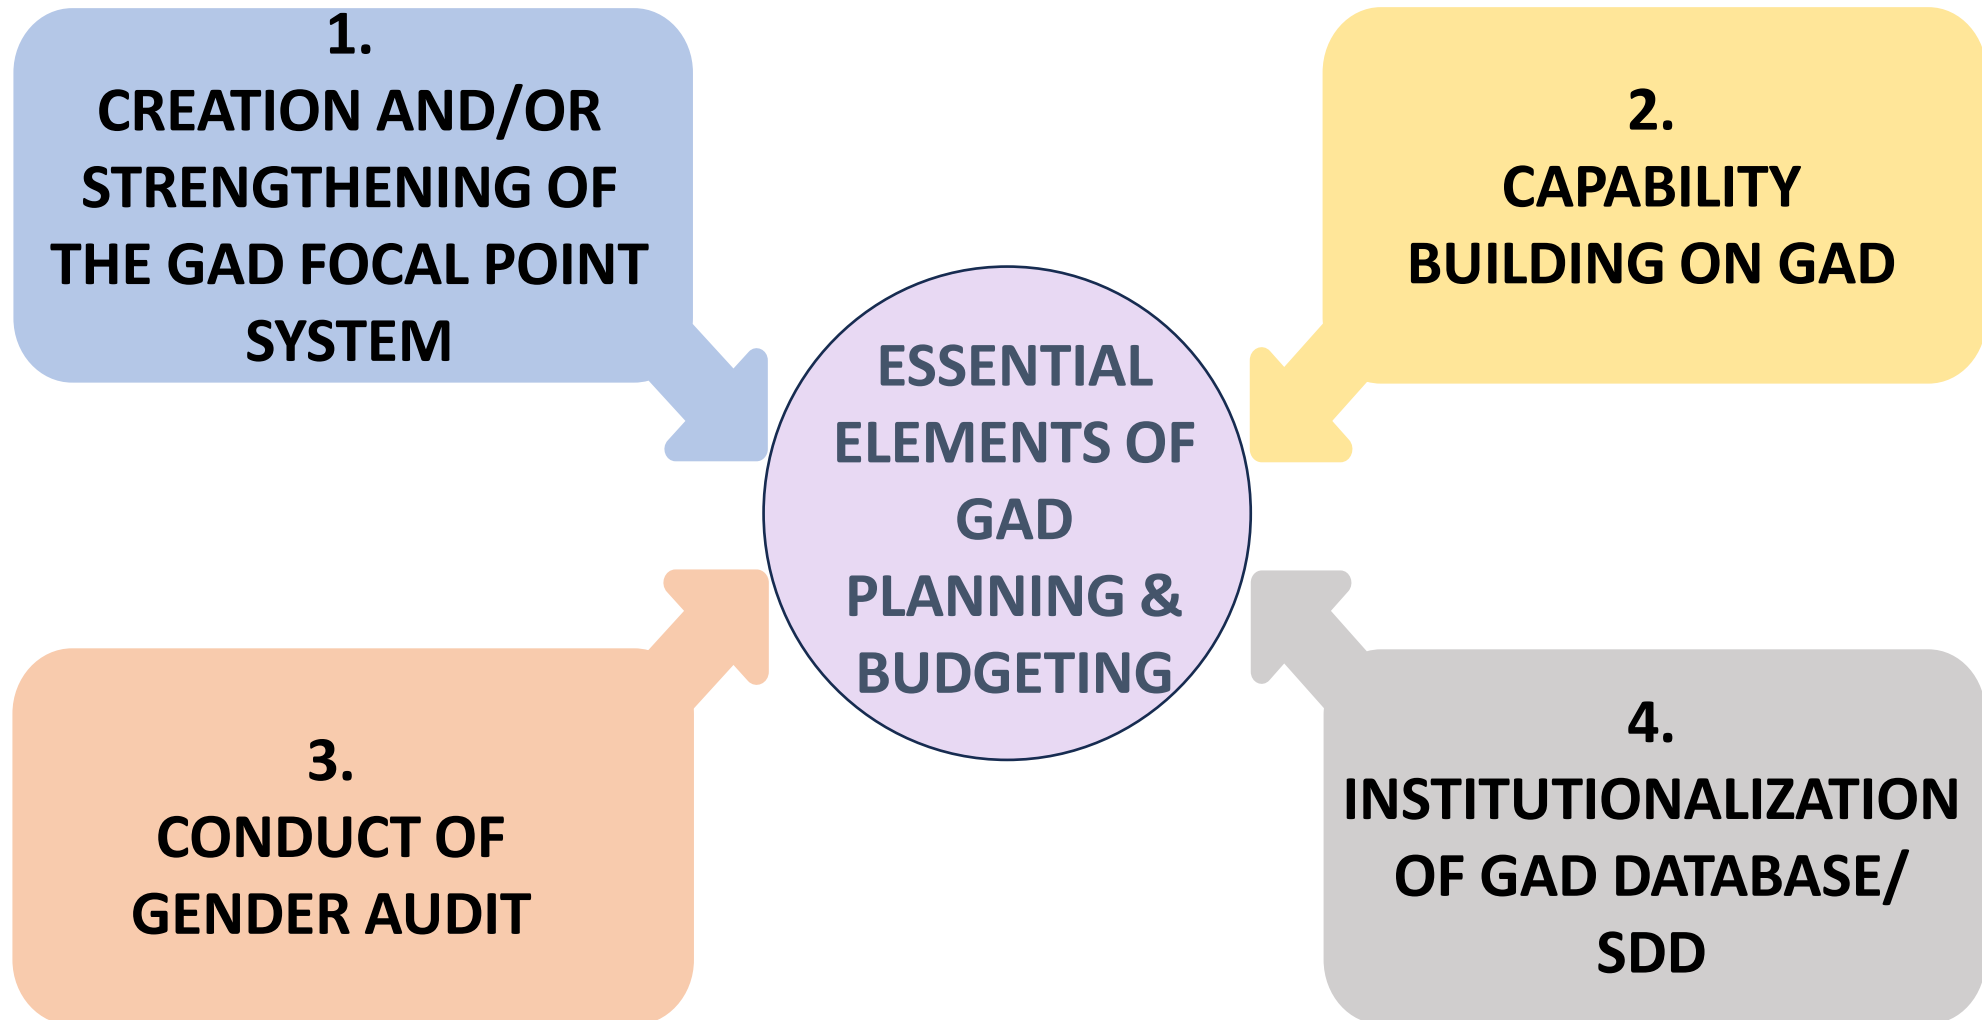 1.
CREATION AND/OR
STRENGTHENING OF
THE GAD FOCAL POINT
SYSTEM
2.
CAPABILITY
BUILDING ON GAD
ESSENTIAL
ELEMENTS OF
GAD
PLANNING &
BUDGETING
3.
CONDUCT OF
GENDER AUDIT
4.
INSTITUTIONALIZATION
OF GAD DATABASE/
SDD